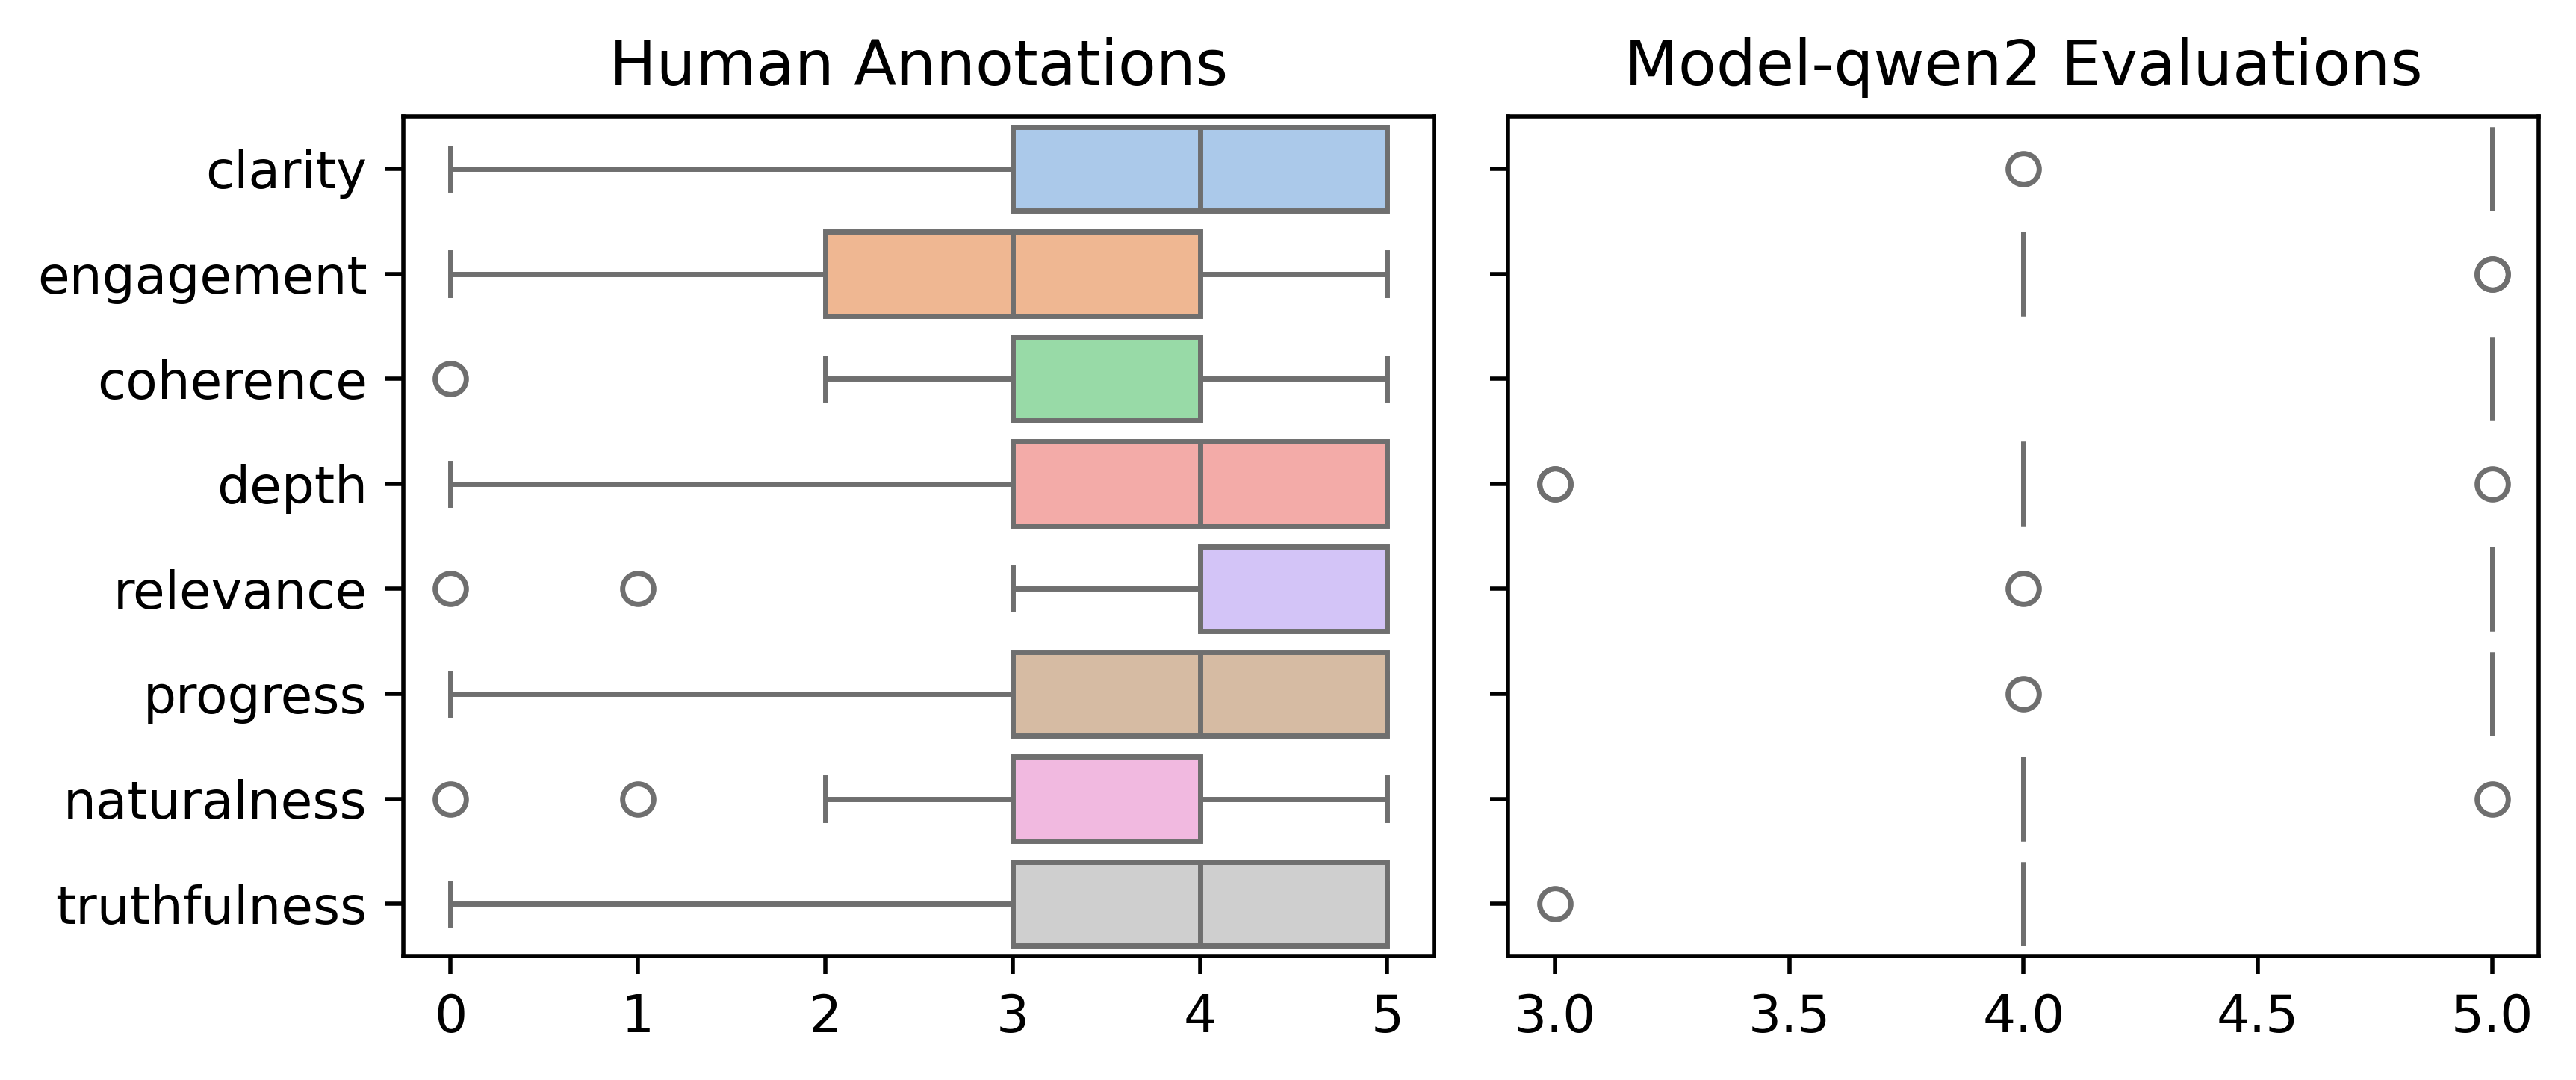 Human Annotations
Model-qwen2 Evaluations
clarity
engagement
coherence
depth
relevance
progress
naturalness
truthfulness
0 1 2 3 4 5
3.0 3.5 4.0 4.5 5.0